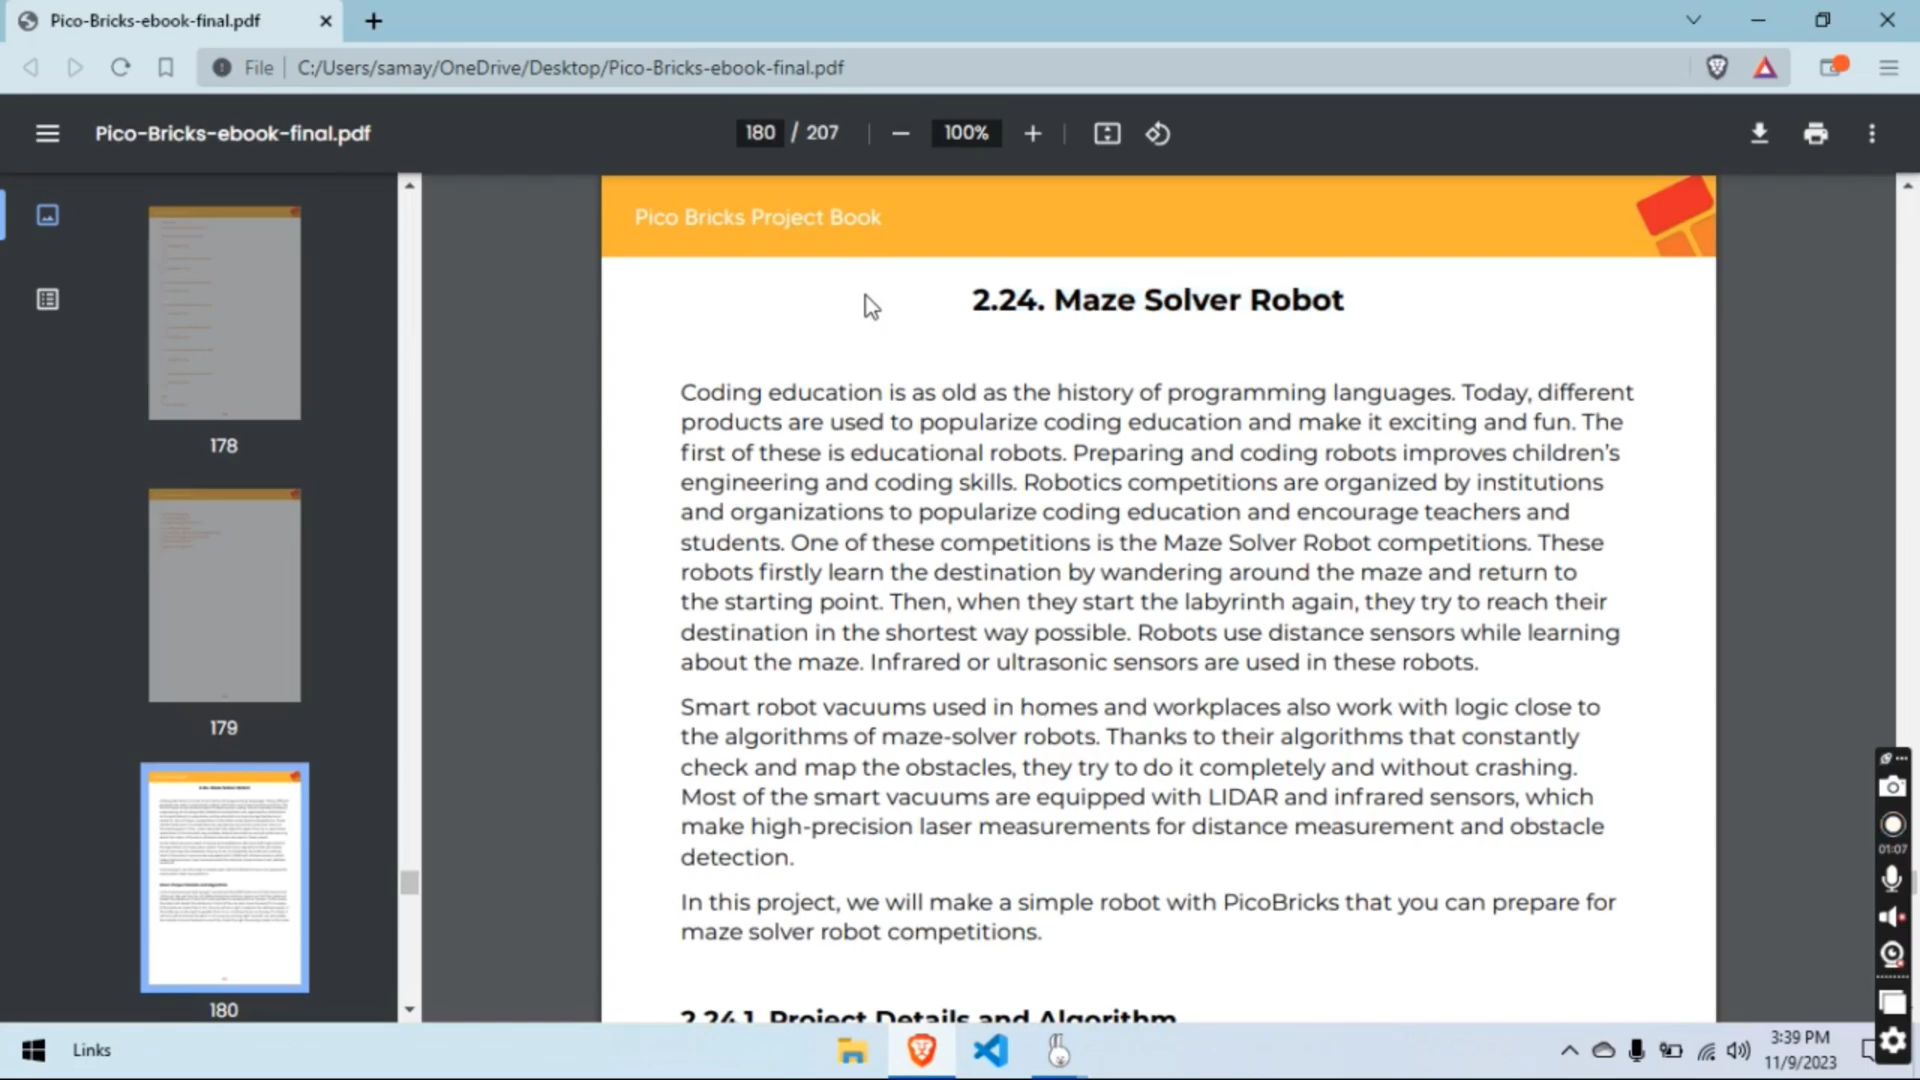 Pico-Bricks-ebook-final.pdf
File C:/Users/samay/OneDrive/Desktop/Pico-Bricks-ebook-final.pdf
Pico-Bricks-ebook-final.pdf
180 / 207
100%
178
179
180
Pico Bricks Project Book
2.24. Maze Solver Robot
Coding education is as old as the history of programming languages. Today, different
products are used to popularize coding education and make it exciting and fun. The
first of these is educational robots. Preparing and coding robots improves children's
engineering and coding skills. Robotics competitions are organized by institutions
and organizations to popularize coding education and encourage teachers and
students. One of these competitions is the Maze Solver Robot competitions. These
robots firstly learn the destination by wandering around the maze and return to
the starting point. Then, when they start the labyrinth again, they try to reach their
destination in the shortest way possible. Robots use distance sensors while learning
about the maze. Infrared or ultrasonic sensors are used in these robots.
Smart robot vacuums used in homes and workplaces also work with logic close to
the algorithms of maze-solver robots. Thanks to their algorithms that constantly
check and map the obstacles, they try to do it completely and without crashing.
Most of the smart vacuums are equipped with LIDAR and infrared sensors, which
make high-precision laser measurements for distance measurement and obstacle
detection.
In this project, we will make a simple robot with PicoBricks that you can prepare for
maze solver robot competitions.
2.24.1. Project Details and Algorithm
01:07
Links
3:39 PM
11/9/2023